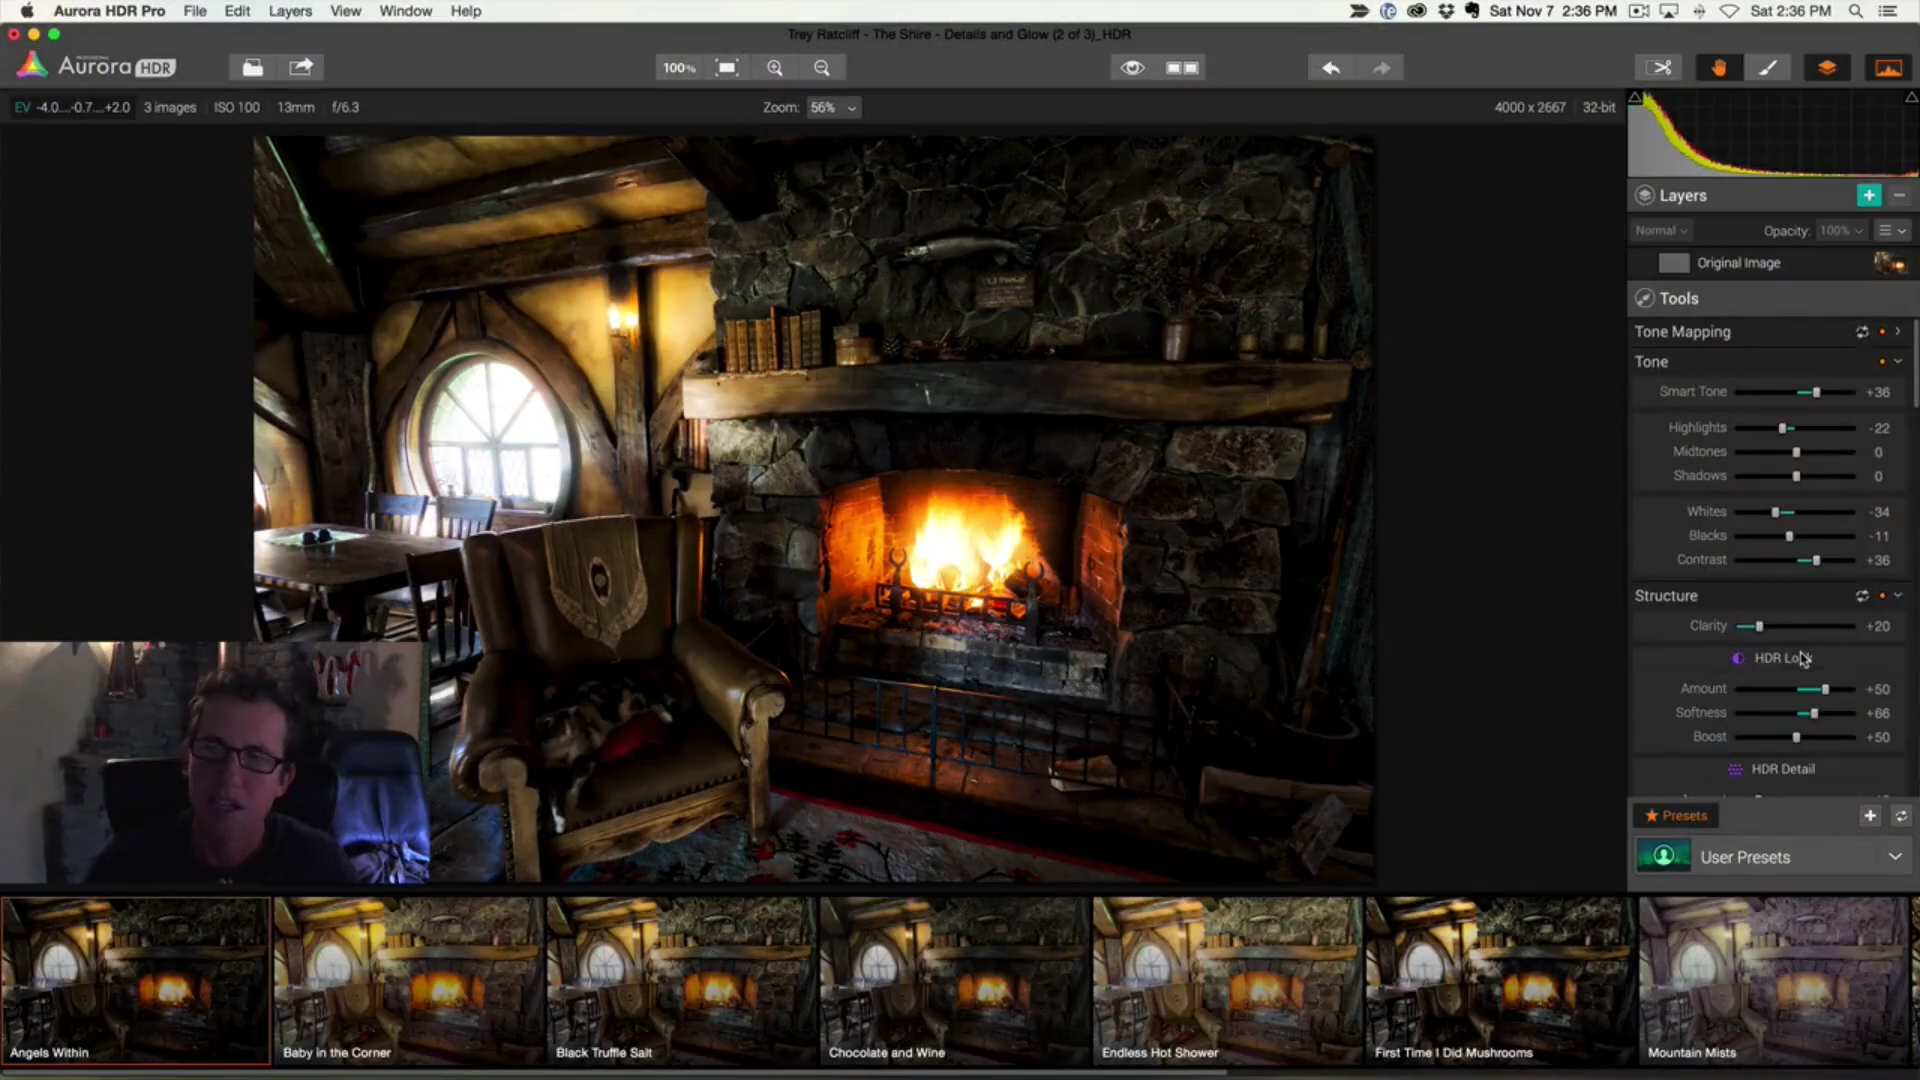 Aurora HDR Pro File Edit Layers View Window Help Sat Nov 7 2:36 PM Sat 2:36 PM
Trey Ratcliff - The Shire - Details and Glow (2 of 3)_HDR
Aurora HDR
100%
EV -4.0...-0.7...+2.0 3 images ISO 100 13mm f/6.3 Zoom: 56% 4000 x 2667 32-bit
Layers
Normal Opacity: 100%
Original Image
Tools
Tone Mapping
Tone
Smart Tone +36
Highlights -22
Midtones 0
Shadows 0
Whites -34
Blacks -11
Contrast +36
Structure
Clarity +20
HDR
Amount +50
Softness +66
Boost +50
HDR Detail
Presets
User Presets
Angels Within
Baby in the Corner
Black Truffle Salt
Chocolate and Wine
Endless Hot Shower
First Time I Did Mushrooms
Mountain Mists